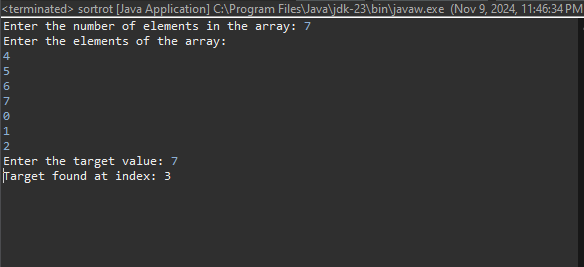 <terminated> sortrot [Java Application] C:\Program Files\Java\jdk-23\bin\javaw.exe (Nov 9, 2024, 11:46:34 PM
Enter the number of elements in the array: 7
Enter the elements of the array:
4
5
6
7
0
1
2
Enter the target value: 7
Target found at index: 3